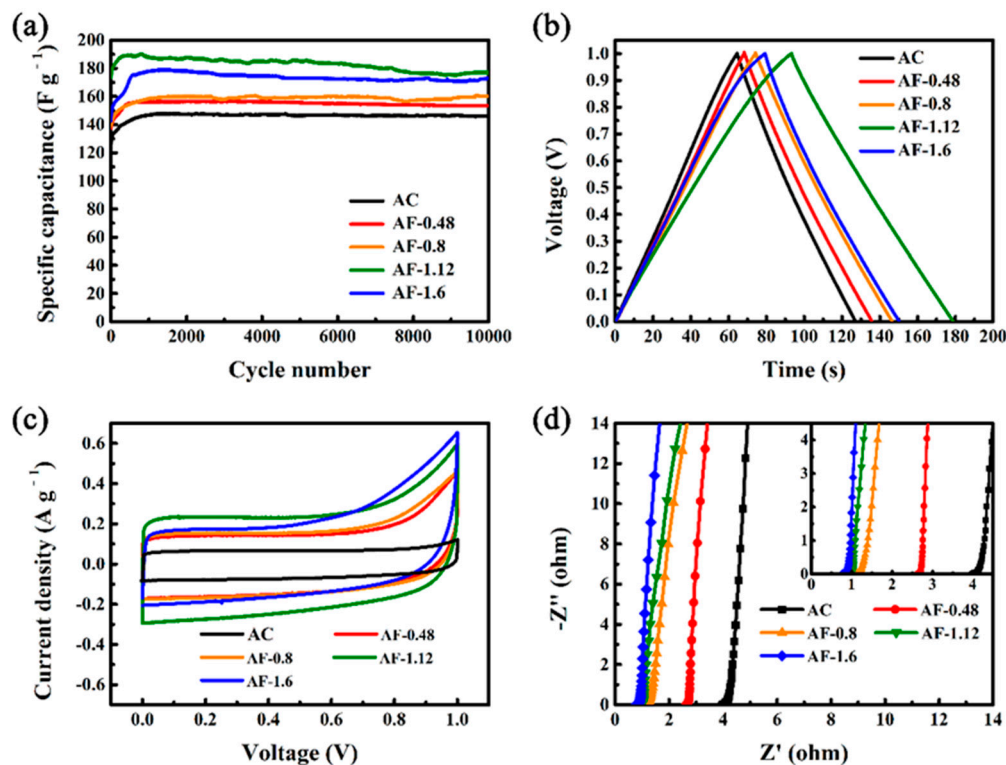 (a)
200
180
160
140
120
100
80
60
40
20
0
0 2000 4000 6000 8000 10000
Specific capacitance (F g⁻¹)
Cycle number
AC
AF-0.48
AF-0.8
AF-1.12
AF-1.6
(b)
1.0
0.9
0.8
0.7
0.6
0.5
0.4
0.3
0.2
0.1
0.0
0 20 40 60 80 100 120 140 160 180 200
Voltage (V)
Time (s)
AC
AF-0.48
AF-0.8
AF-1.12
AF-1.6
(c)
0.6
0.4
0.2
0.0
-0.2
-0.4
-0.6
0.0 0.2 0.4 0.6 0.8 1.0
Current density (A g⁻¹)
Voltage (V)
AC AF-0.48
AF-0.8 AF-1.12
AF-1.6
(d)
14
12
10
8
6
4
2
0
0 2 4 6 8 10 12 14
-Z'' (ohm)
Z' (ohm)
4
3
2
1
0
0 1 2 3 4
AC AF-0.48
AF-0.8 AF-1.12
AF-1.6